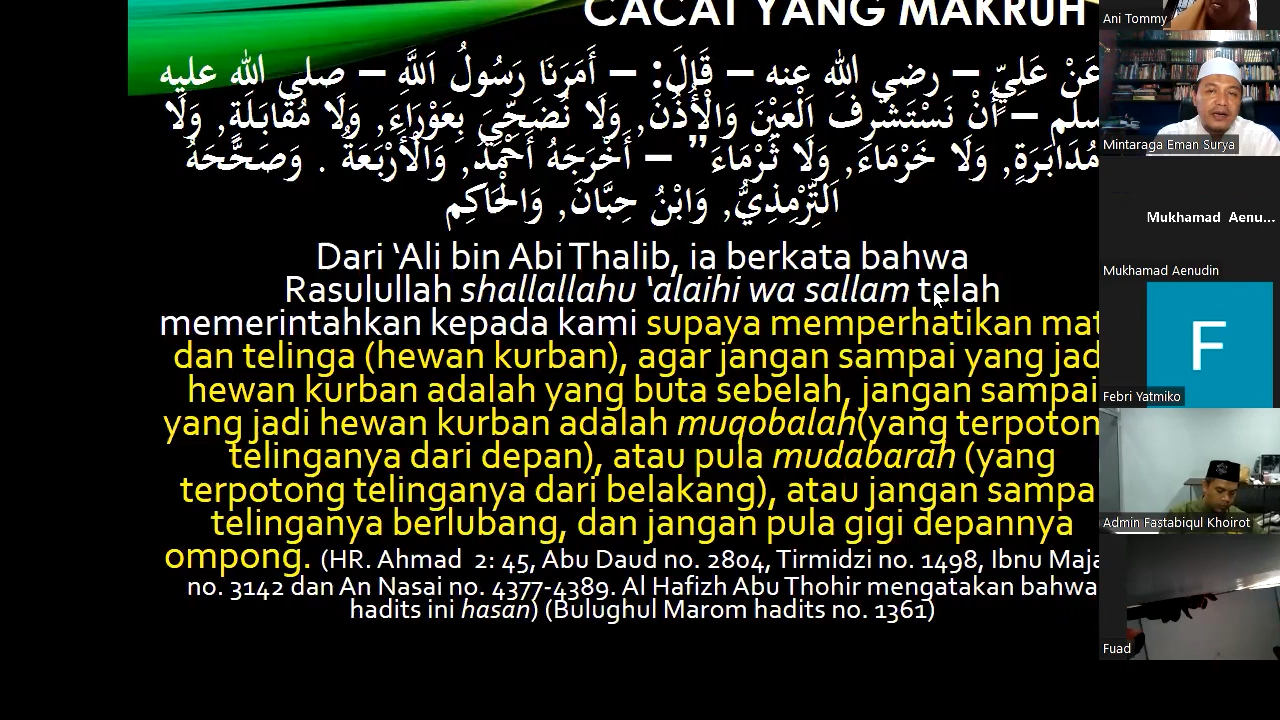 CACAT YANG MAKRUH
عَنْ عَلِيٍّ – رضي الله عنه – قَالَ: – أَمَرَنَا رَسُولُ اَللَّهِ – صلى الله عليه
سلم – أَنْ نَسْتَشْرِفَ اَلْعَيْنَ وَالْأُذُنَ, وَلَا نُضَحِّيَ بِعَوْرَاءَ, وَلَا مُقَابَلَةٍ, وَلَا
مُدَابَرَةٍ, وَلَا خَرْمَاءَ, وَلَا ثَرْمَاءَ" – أَخْرَجَهُ أَحْمَدُ, وَالْأَرْبَعَةُ . وَصَحَّحَهُ
اَلتِّرْمِذِيُّ, وَابْنُ حِبَّانَ, وَالْحَاكِم
Dari 'Ali bin Abi Thalib, ia berkata bahwa
Rasulullah shallallahu 'alaihi wa sallam telah
memerintahkan kepada kami supaya memperhatikan mat
dan telinga (hewan kurban), agar jangan sampai yang jad
hewan kurban adalah yang buta sebelah, jangan sampai
yang jadi hewan kurban adalah muqobalah(yang terpoton
telinganya dari depan), atau pula mudabarah (yang
terpotong telinganya dari belakang), atau jangan sampa
telinganya berlubang, dan jangan pula gigi depannya
ompong. (HR. Ahmad 2: 45, Abu Daud no. 2804, Tirmidzi no. 1498, Ibnu Maja
no. 3142 dan An Nasai no. 4377-4389. Al Hafizh Abu Thohir mengatakan bahwa
hadits ini hasan) (Bulughul Marom hadits no. 1361)
Ani Tommy
Mintaraga Eman Surya
Mukhamad Aenu...
Mukhamad Aenudin
F
Febri Yatmiko
Admin Fastabiqul Khoirot
Fuad